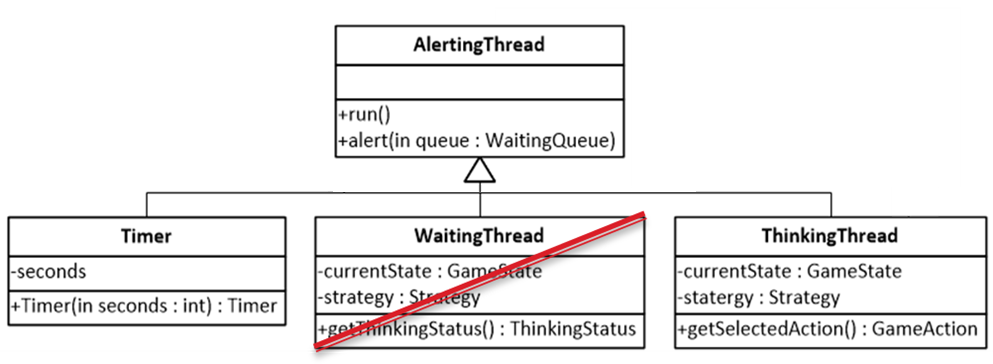 AlertingThread
+run()
+alert(in queue : WaitingQueue)
Timer
-seconds
+Timer(in seconds : int) : Timer
WaitingThread
-currentState : GameState
-strategy : Strategy
+getThinkingStatus() : ThinkingStatus
ThinkingThread
-currentState : GameState
-statergy : Strategy
+getSelectedAction() : GameAction